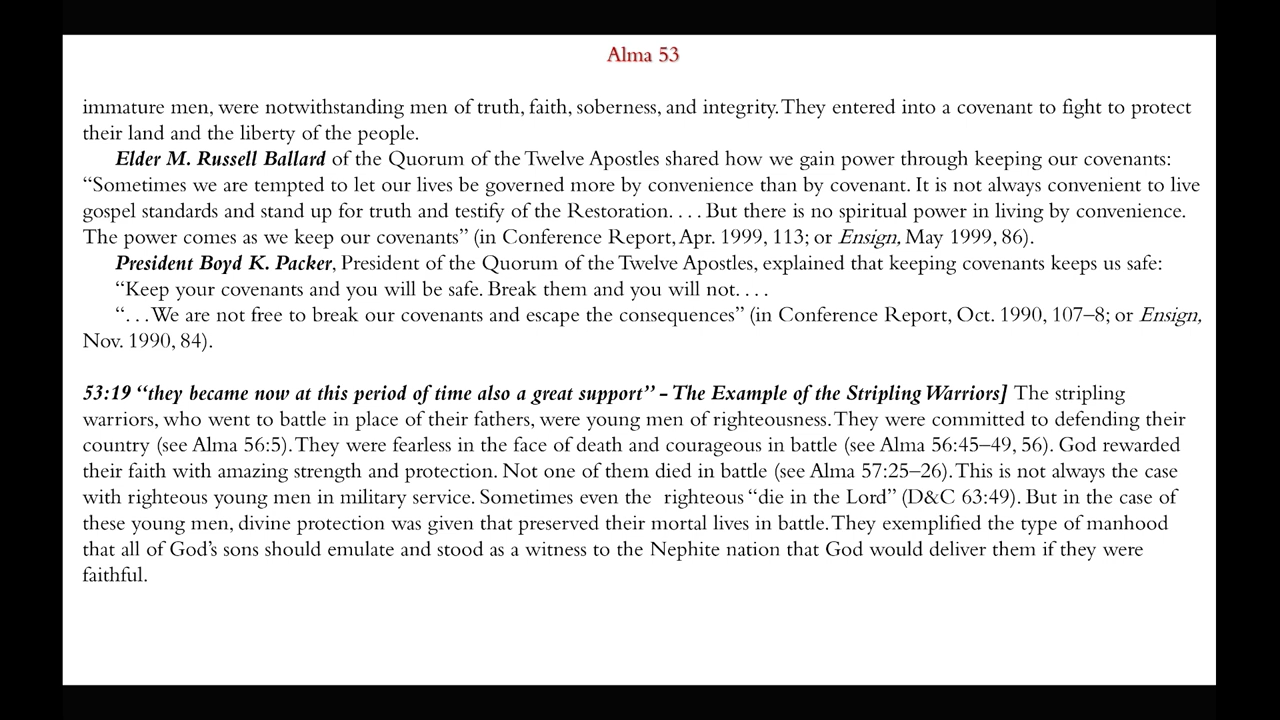 Alma 53
immature men, were notwithstanding men of truth, faith, soberness, and integrity. They entered into a covenant to fight to protect
their land and the liberty of the people.
Elder M. Russell Ballard of the Quorum of the Twelve Apostles shared how we gain power through keeping our covenants:
“Sometimes we are tempted to let our lives be governed more by convenience than by covenant. It is not always convenient to live
gospel standards and stand up for truth and testify of the Restoration. . . . But there is no spiritual power in living by convenience.
The power comes as we keep our covenants” (in Conference Report, Apr. 1999, 113; or Ensign, May 1999, 86).
President Boyd K. Packer, President of the Quorum of the Twelve Apostles, explained that keeping covenants keeps us safe:
“Keep your covenants and you will be safe. Break them and you will not. . . .
“. . . We are not free to break our covenants and escape the consequences” (in Conference Report, Oct. 1990, 107–8; or Ensign,
Nov. 1990, 84).
53:19 “they became now at this period of time also a great support” – The Example of the Stripling Warriors] The stripling
warriors, who went to battle in place of their fathers, were young men of righteousness. They were committed to defending their
country (see Alma 56:5). They were fearless in the face of death and courageous in battle (see Alma 56:45–49, 56). God rewarded
their faith with amazing strength and protection. Not one of them died in battle (see Alma 57:25–26). This is not always the case
with righteous young men in military service. Sometimes even the righteous “die in the Lord” (D&C 63:49). But in the case of
these young men, divine protection was given that preserved their mortal lives in battle. They exemplified the type of manhood
that all of God’s sons should emulate and stood as a witness to the Nephite nation that God would deliver them if they were
faithful.